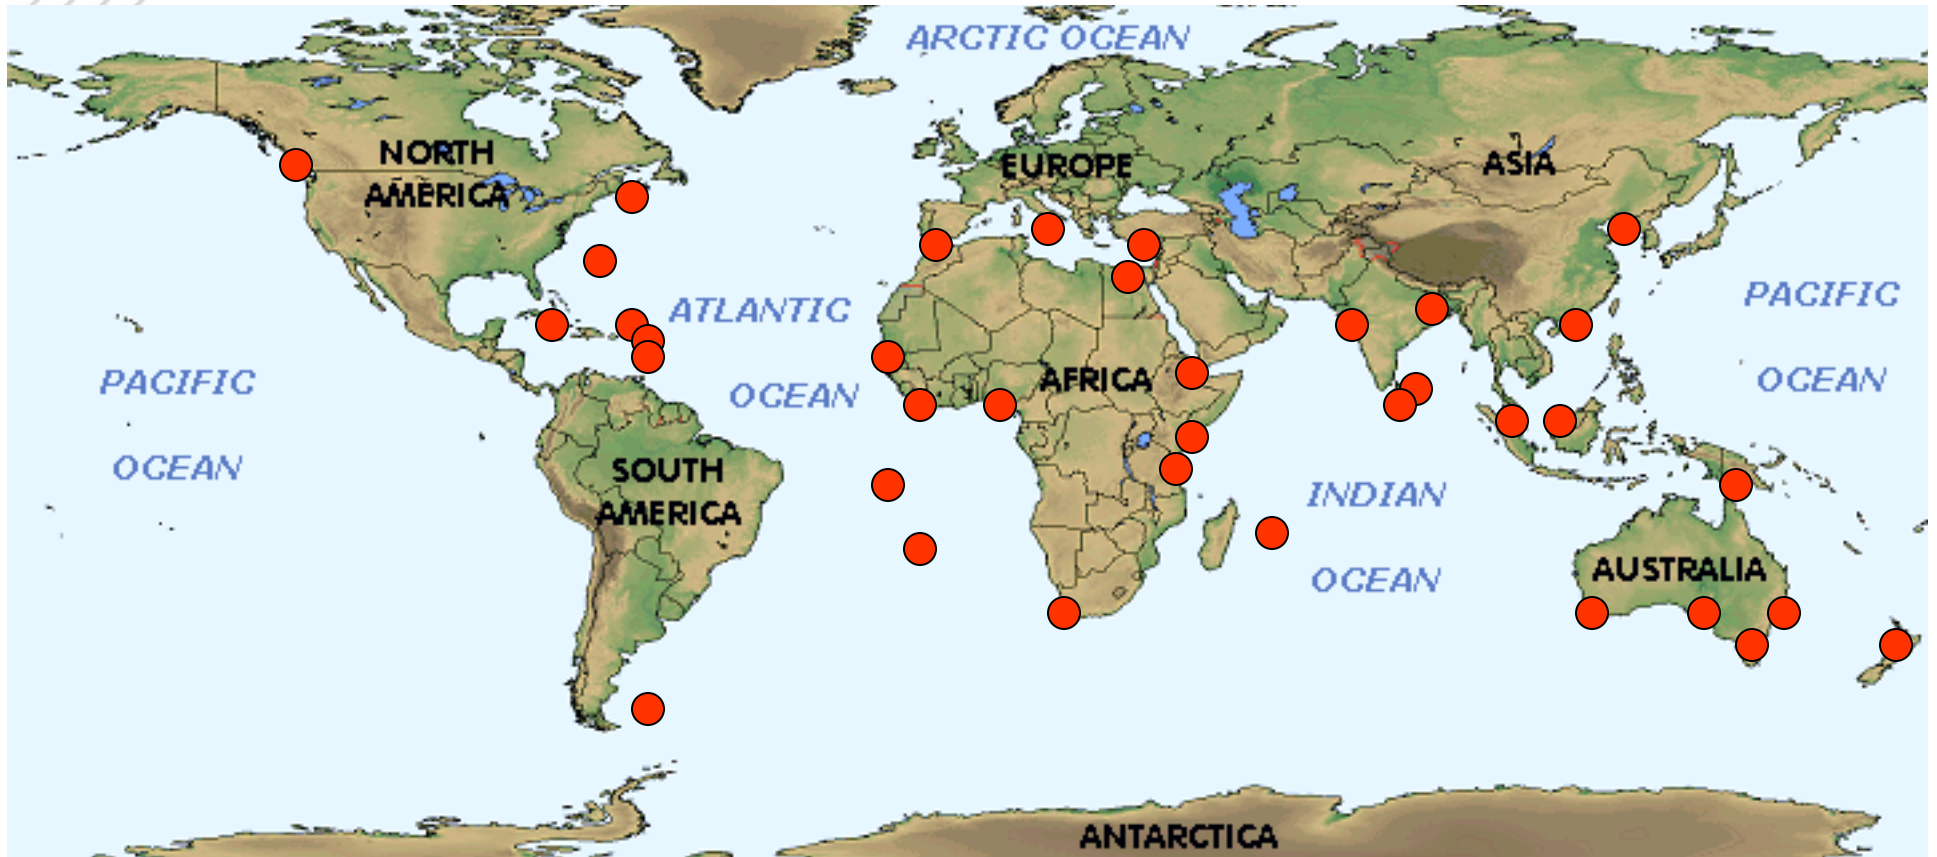 ARCTIC OCEAN
NORTH
AMERICA
EUROPE
ASIA
ATLANTIC
OCEAN
PACIFIC
OCEAN
PACIFIC
OCEAN
AFRICA
SOUTH
AMERICA
INDIAN
OCEAN
AUSTRALIA
ANTARCTICA